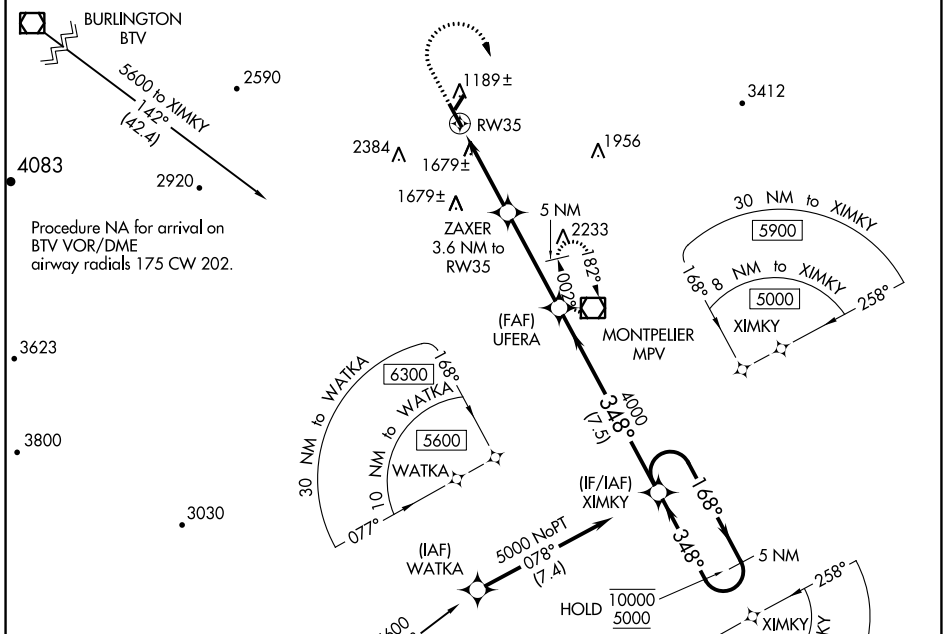 BURLINGTON
BTV
5600 to XIMKY
142°
(42.4)
2590
4083
2920
Procedure NA for arrival on
BTV VOR/DME
airway radials 175 CW 202.
1189±
RW35
3412
2384
1679±
1956
1679±
ZAXER
3.6 NM to
RW35
5 NM
2233
002°
182°
(FAF)
UFERA
MONTPELIER
MPV
30 NM to XIMKY
5900
8 NM to XIMKY
5000
168°
258°
XIMKY
3623
3800
3030
30 NM to WATKA
6300
10 NM to WATKA
5600
168°
WATKA
077°
4000
348°
(7.5)
(IF/IAF)
XIMKY
168°
348°
5 NM
HOLD
10000
5000
(IAF)
WATKA
5000 NoPT
078°
(7.4)
258°
XIMKY